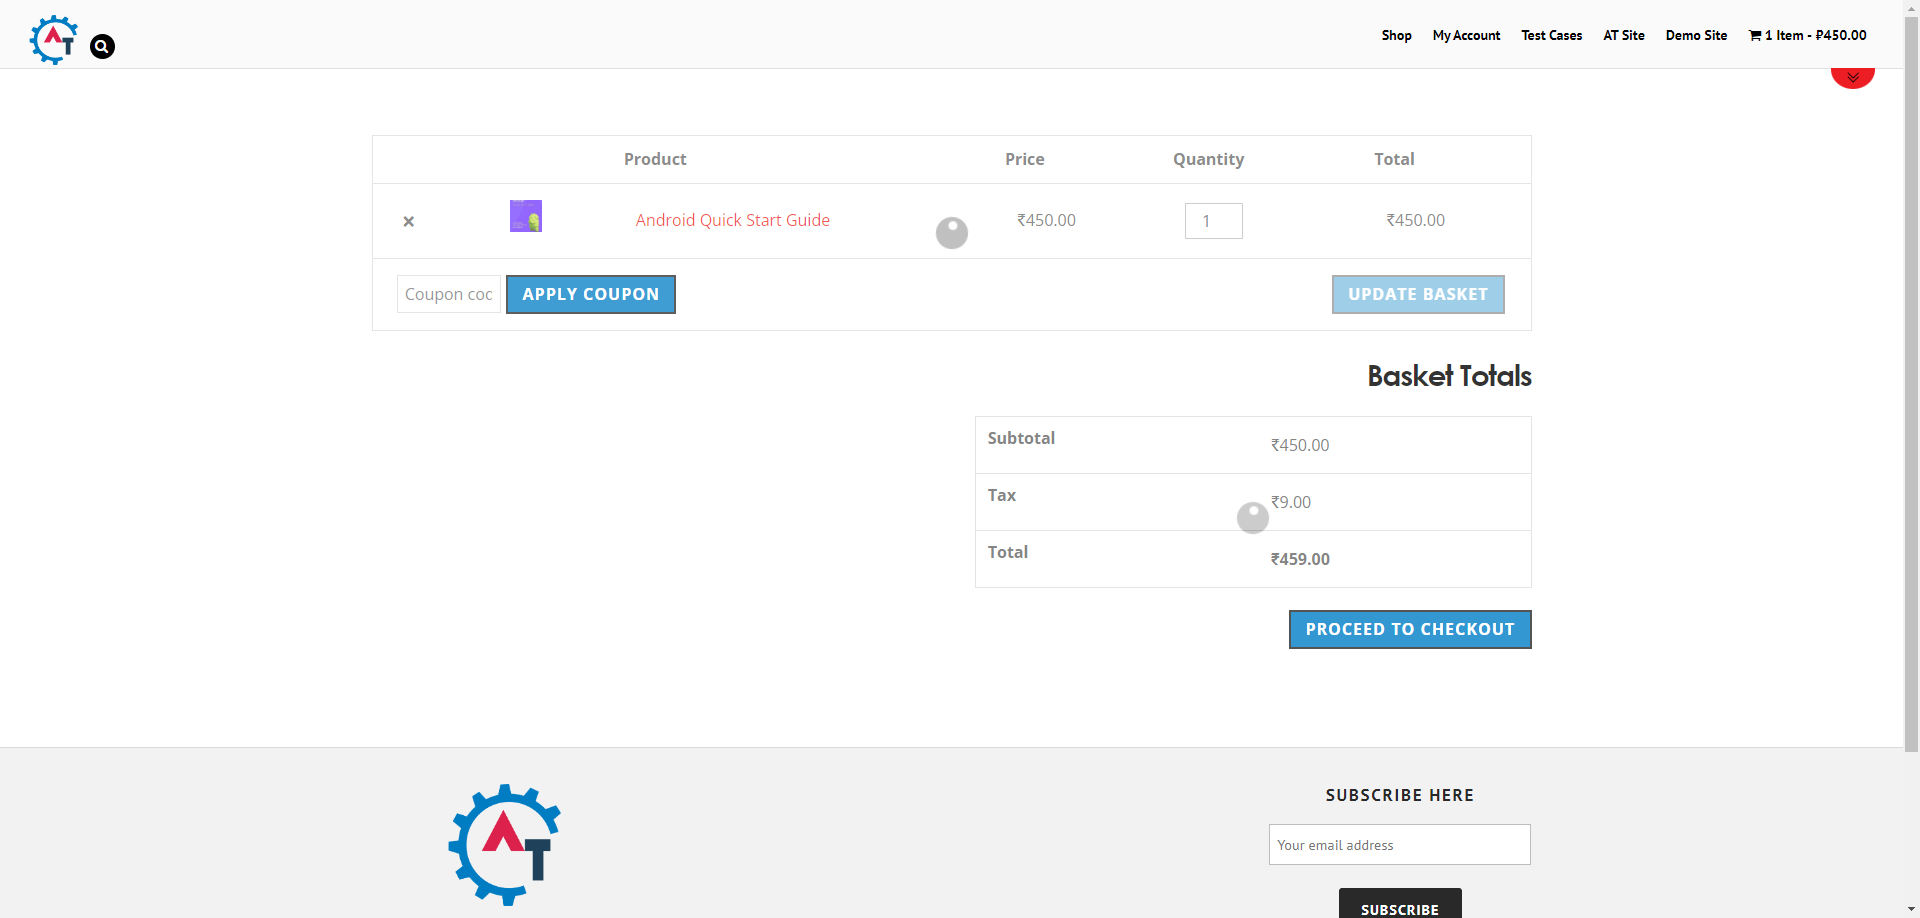 AT
Shop My Account Test Cases AT Site Demo Site 1 Item - ₽450.00
Product Price Quantity Total
× Android Quick Start Guide ₹450.00 1 ₹450.00
Coupon coc APPLY COUPON UPDATE BASKET
Basket Totals
Subtotal ₹450.00
Tax ₹9.00
Total ₹459.00
PROCEED TO CHECKOUT
AT
SUBSCRIBE HERE
Your email address
SUBSCRIBE